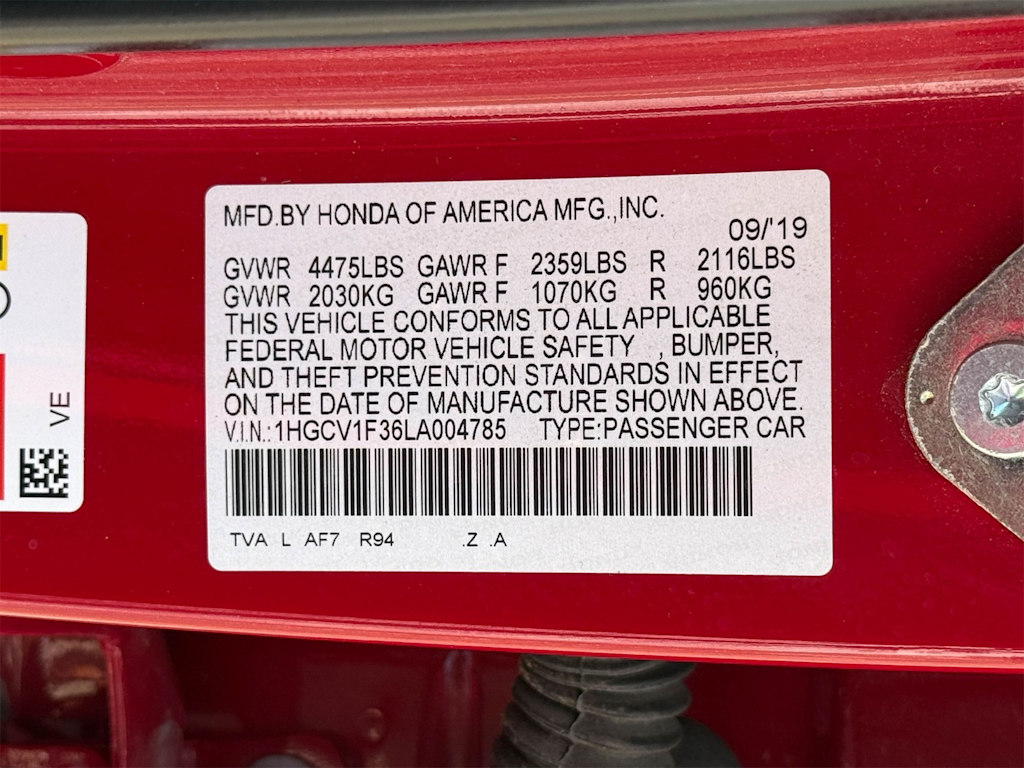 MFD.BY HONDA OF AMERICA MFG.,INC.
09/'19
GVWR 4475LBS GAWR F 2359LBS R 2116LBS
GVWR 2030KG GAWR F 1070KG R 960KG
THIS VEHICLE CONFORMS TO ALL APPLICABLE
FEDERAL MOTOR VEHICLE SAFETY , BUMPER,
AND THEFT PREVENTION STANDARDS IN EFFECT
ON THE DATE OF MANUFACTURE SHOWN ABOVE.
V.I.N.:1HGCV1F36LA004785 TYPE:PASSENGER CAR
TVA L AF7 R94 .Z .A
VE